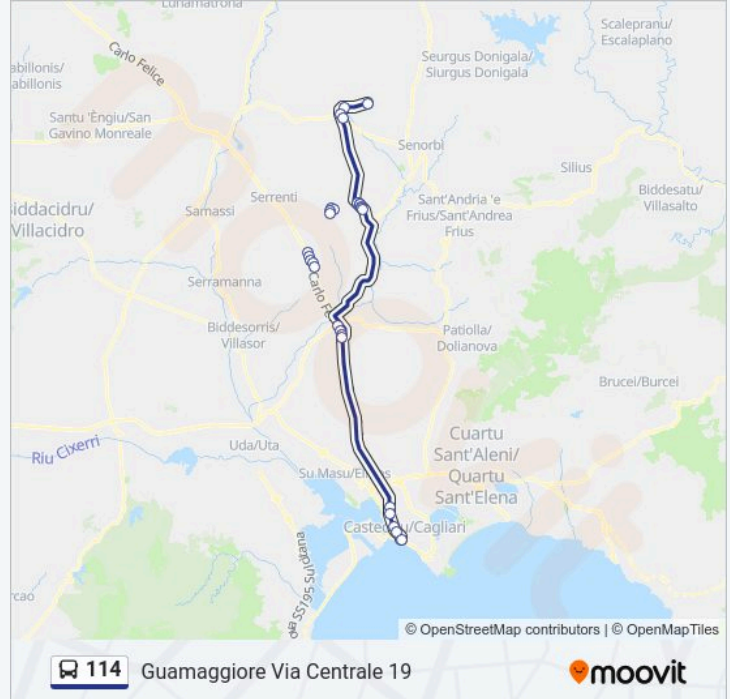 Lunamatrona
Scalepranu/
Escalaplano
Carlo Felice
Seurgus Donigala/
Siurgus Donigala
abillonis/
abillonis
Santu 'Èngiu/San
Gavino Monreale
Senorbì
Silius
Serrenti
Sant'Andria 'e
Frius/Sant'Andrea
Frius
Biddesatu/
Villasalto
Biddacidru/
Villacidro
Samassi
Serramanna
Carlo Fe
Biddesorris/
Villasor
Patiolla/
Dolianova
Brucei/Burcei
Riu Cixerri
Uda/Uta
Cuartu
Sant'Aleni/
Quartu
Sant'Elena
Su Masu/El
Casteddu/Cagliari
SS195 Sulcitana
rcao
© OpenStreetMap contributors | © OpenMapTiles
114 Guamaggiore Via Centrale 19
moovit